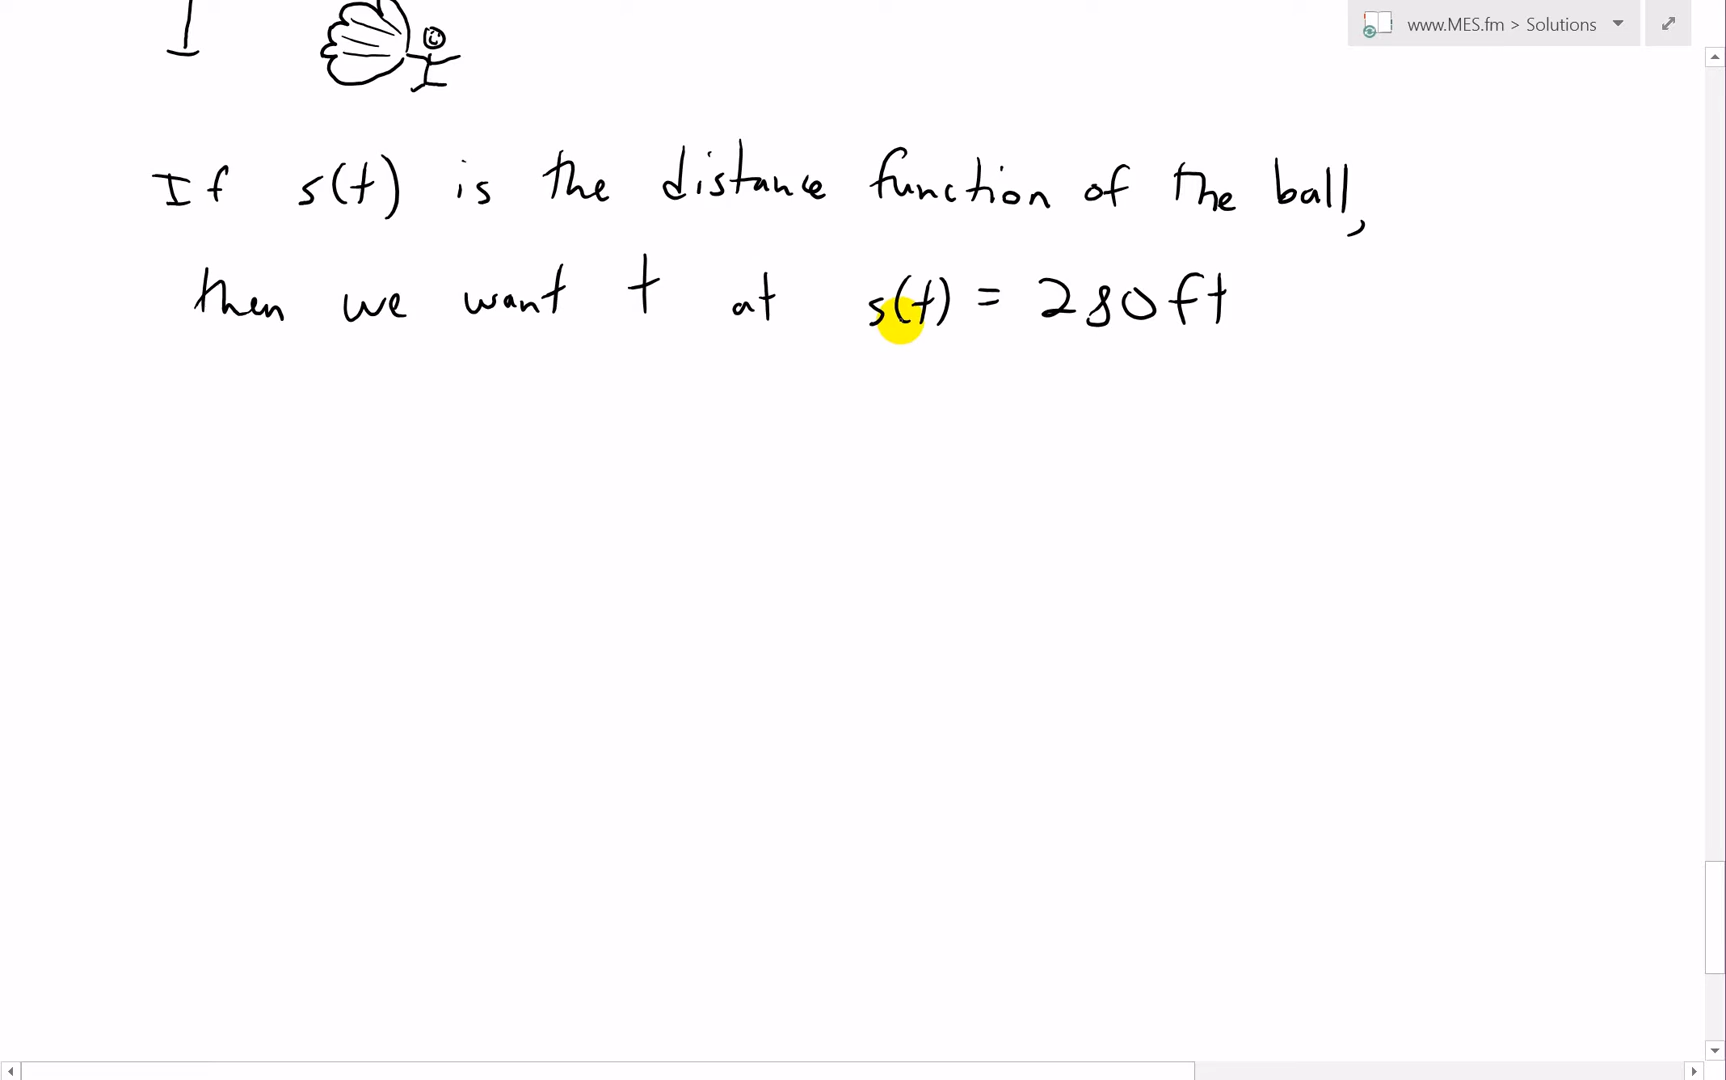 www.MES.fm > Solutions
If s(t) is the distance function of the ball,
then we want t at s(t) = 280ft